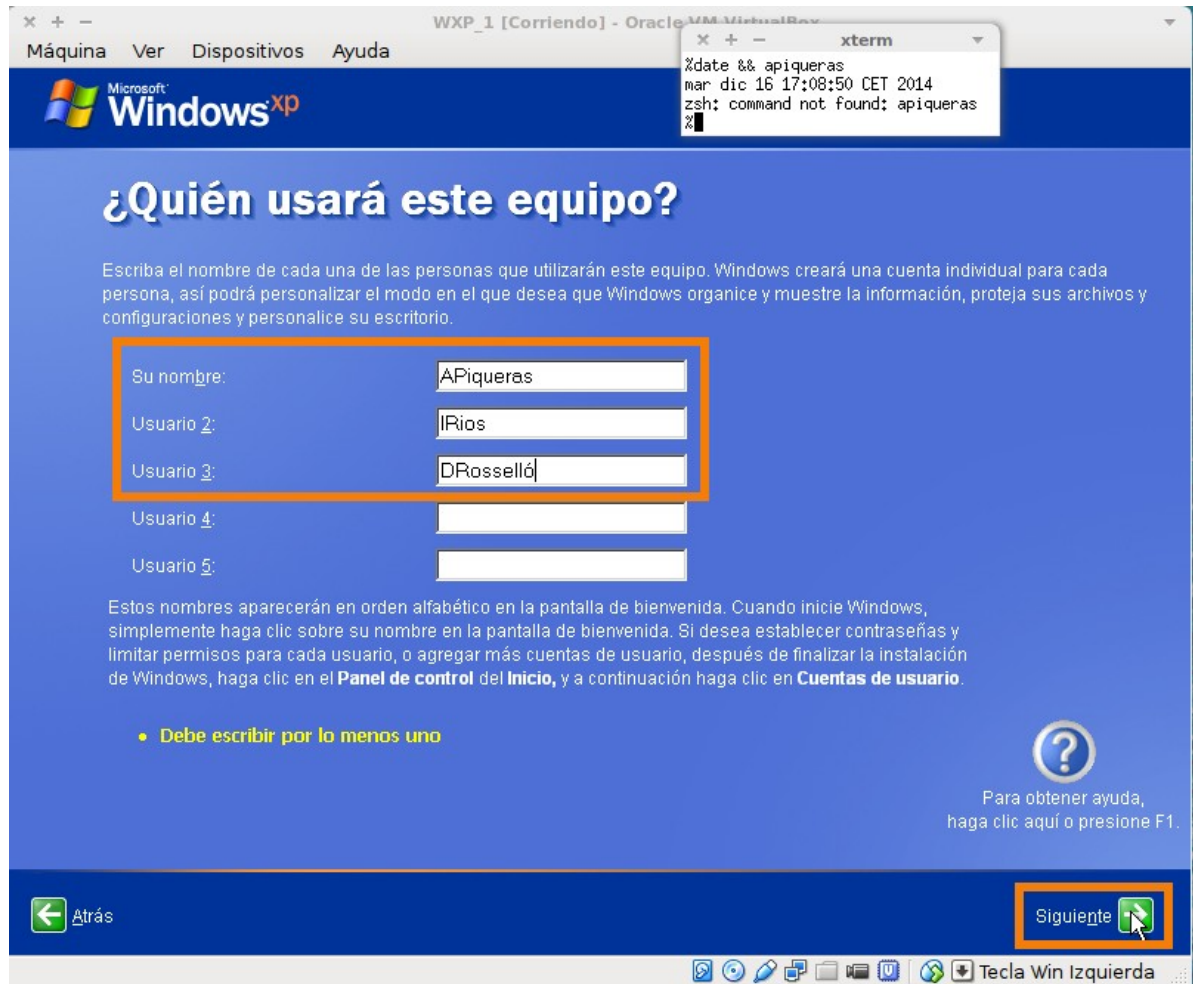 WXP_1 [Corriendo] - Oracle VM VirtualBox
Máquina Ver Dispositivos Ayuda
xterm
%date && apiqueras
mar dic 16 17:08:50 CET 2014
zsh: command not found: apiqueras
%
Microsoft
Windows xp
¿Quién usará este equipo?
Escriba el nombre de cada una de las personas que utilizarán este equipo. Windows creará una cuenta individual para cada
persona, así podrá personalizar el modo en el que desea que Windows organice y muestre la información, proteja sus archivos y
configuraciones y personalice su escritorio.
Su nombre: APiqueras
Usuario 2: IRios
Usuario 3: DRosselló
Usuario 4:
Usuario 5:
Estos nombres aparecerán en orden alfabético en la pantalla de bienvenida. Cuando inicie Windows,
simplemente haga clic sobre su nombre en la pantalla de bienvenida. Si desea establecer contraseñas y
limitar permisos para cada usuario, o agregar más cuentas de usuario, después de finalizar la instalación
de Windows, haga clic en el Panel de control del Inicio, y a continuación haga clic en Cuentas de usuario.
• Debe escribir por lo menos uno
Para obtener ayuda,
haga clic aquí o presione F1.
Atrás
Siguiente
Tecla Win Izquierda